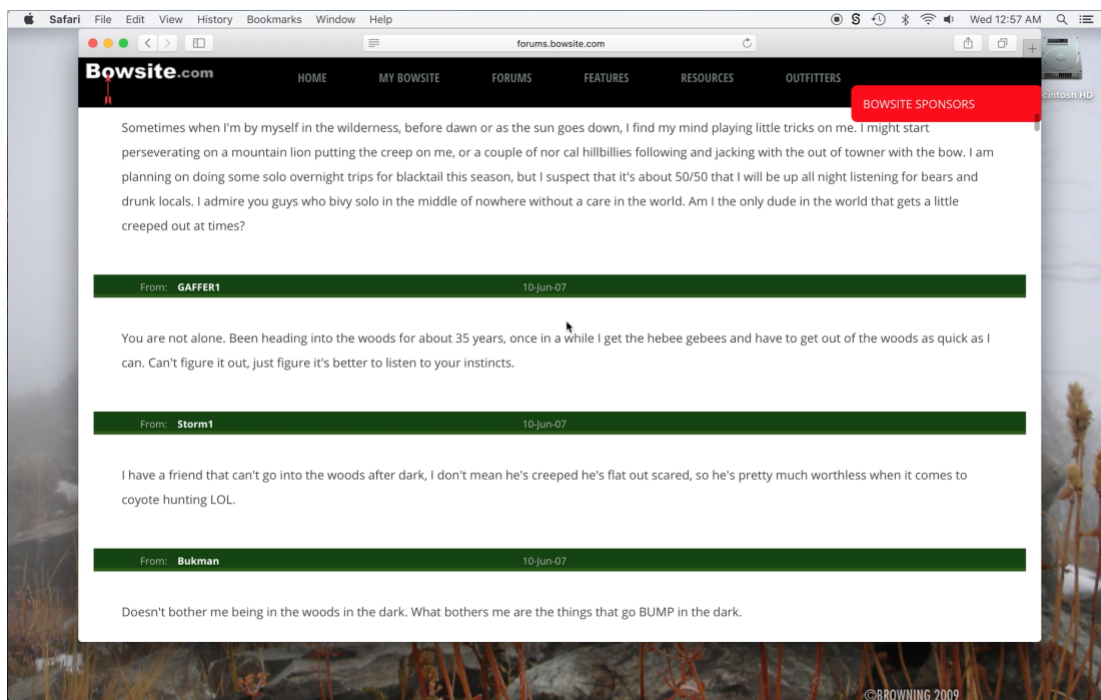 Safari File Edit View History Bookmarks Window Help
Wed 12:57 AM
forums.bowsite.com
Bowsite.com
HOME MY BOWSITE FORUMS FEATURES RESOURCES OUTFITTERS
BOWSITE SPONSORS
cintosh HD
Sometimes when I'm by myself in the wilderness, before dawn or as the sun goes down, I find my mind playing little tricks on me. I might start
perseverating on a mountain lion putting the creep on me, or a couple of nor cal hillbillies following and jacking with the out of towner with the bow. I am
planning on doing some solo overnight trips for blacktail this season, but I suspect that it's about 50/50 that I will be up all night listening for bears and
drunk locals. I admire you guys who bivy solo in the middle of nowhere without a care in the world. Am I the only dude in the world that gets a little
creeped out at times?
From: GAFFER1 10-Jun-07
You are not alone. Been heading into the woods for about 35 years, once in a while I get the hebee gebees and have to get out of the woods as quick as I
can. Can't figure it out, just figure it's better to listen to your instincts.
From: Storm1 10-Jun-07
I have a friend that can't go into the woods after dark, I don't mean he's creeped he's flat out scared, so he's pretty much worthless when it comes to
coyote hunting LOL.
From: Bukman 10-Jun-07
Doesn't bother me being in the woods in the dark. What bothers me are the things that go BUMP in the dark.
©BROWNING 2009